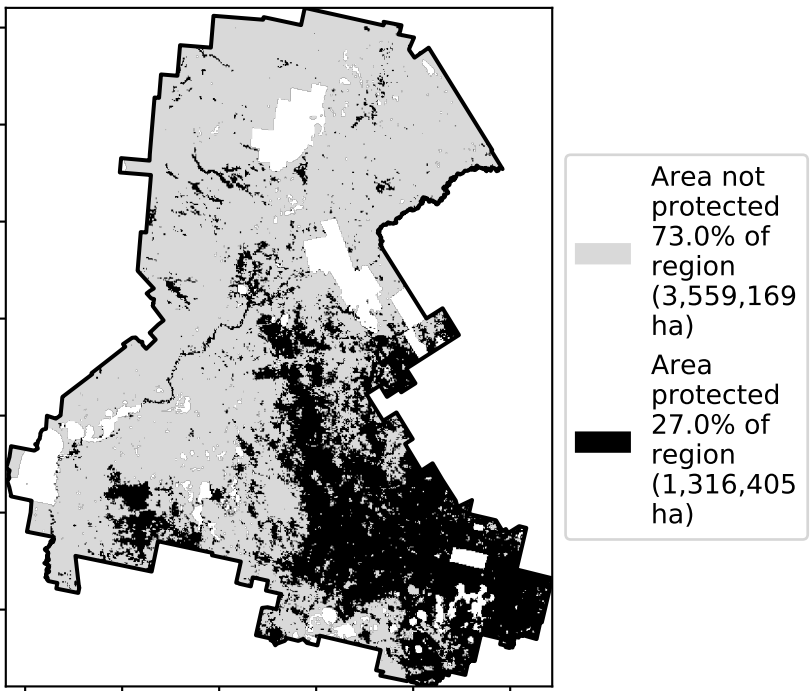 Area not
protected
73.0% of
region
(3,559,169
ha)
Area
protected
27.0% of
region
(1,316,405
ha)